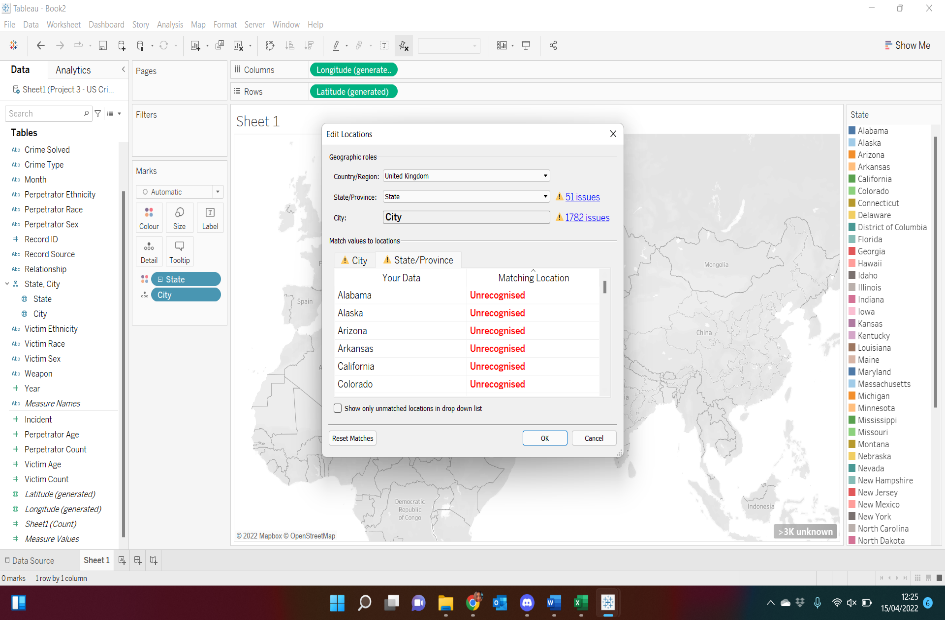 Tableau - Book2
File Data Worksheet Dashboard Story Analysis Map Format Server Window Help
Show Me
Data Analytics
Sheet1 (Project 3 - US Cri...
Search
Tables
Crime Solved
Crime Type
Month
Perpetrator Ethnicity
Perpetrator Race
Perpetrator Sex
Record ID
Record Source
Relationship
State, City
State
City
Victim Ethnicity
Victim Race
Victim Sex
Weapon
Year
Measure Names
Incident
Perpetrator Age
Perpetrator Count
Victim Age
Victim Count
Latitude (generated)
Longitude (generated)
Sheet1 (Count)
Measure Values
Pages
Filters
Marks
Automatic
Colour Size Label
Detail Tooltip
State
City
Columns Longitude (generate..
Rows Latitude (generated)
Sheet 1
Edit Locations
Geographic roles
Country/Region: United Kingdom
State/Province: State 51 issues
City: City 1782 issues
Match values to locations
City State/Province
Your Data Matching Location
Alabama Unrecognised
Alaska Unrecognised
Arizona Unrecognised
Arkansas Unrecognised
California Unrecognised
Colorado Unrecognised
Show only unmatched locations in drop down list
Reset Matches OK Cancel
Spain
Mongolia
China
Indonesia
Democratic
Republic
of Congo
© 2022 Mapbox © OpenStreetMap
>3K unknown
State
Alabama
Alaska
Arizona
Arkansas
California
Colorado
Connecticut
Delaware
District of Columbia
Florida
Georgia
Hawaii
Idaho
Illinois
Indiana
Iowa
Kansas
Kentucky
Louisiana
Maine
Maryland
Massachusetts
Michigan
Minnesota
Mississippi
Missouri
Montana
Nebraska
Nevada
New Hampshire
New Jersey
New Mexico
New York
North Carolina
North Dakota
Data Source Sheet 1
0 marks 1 row by 1 column
12:25
15/04/2022
6